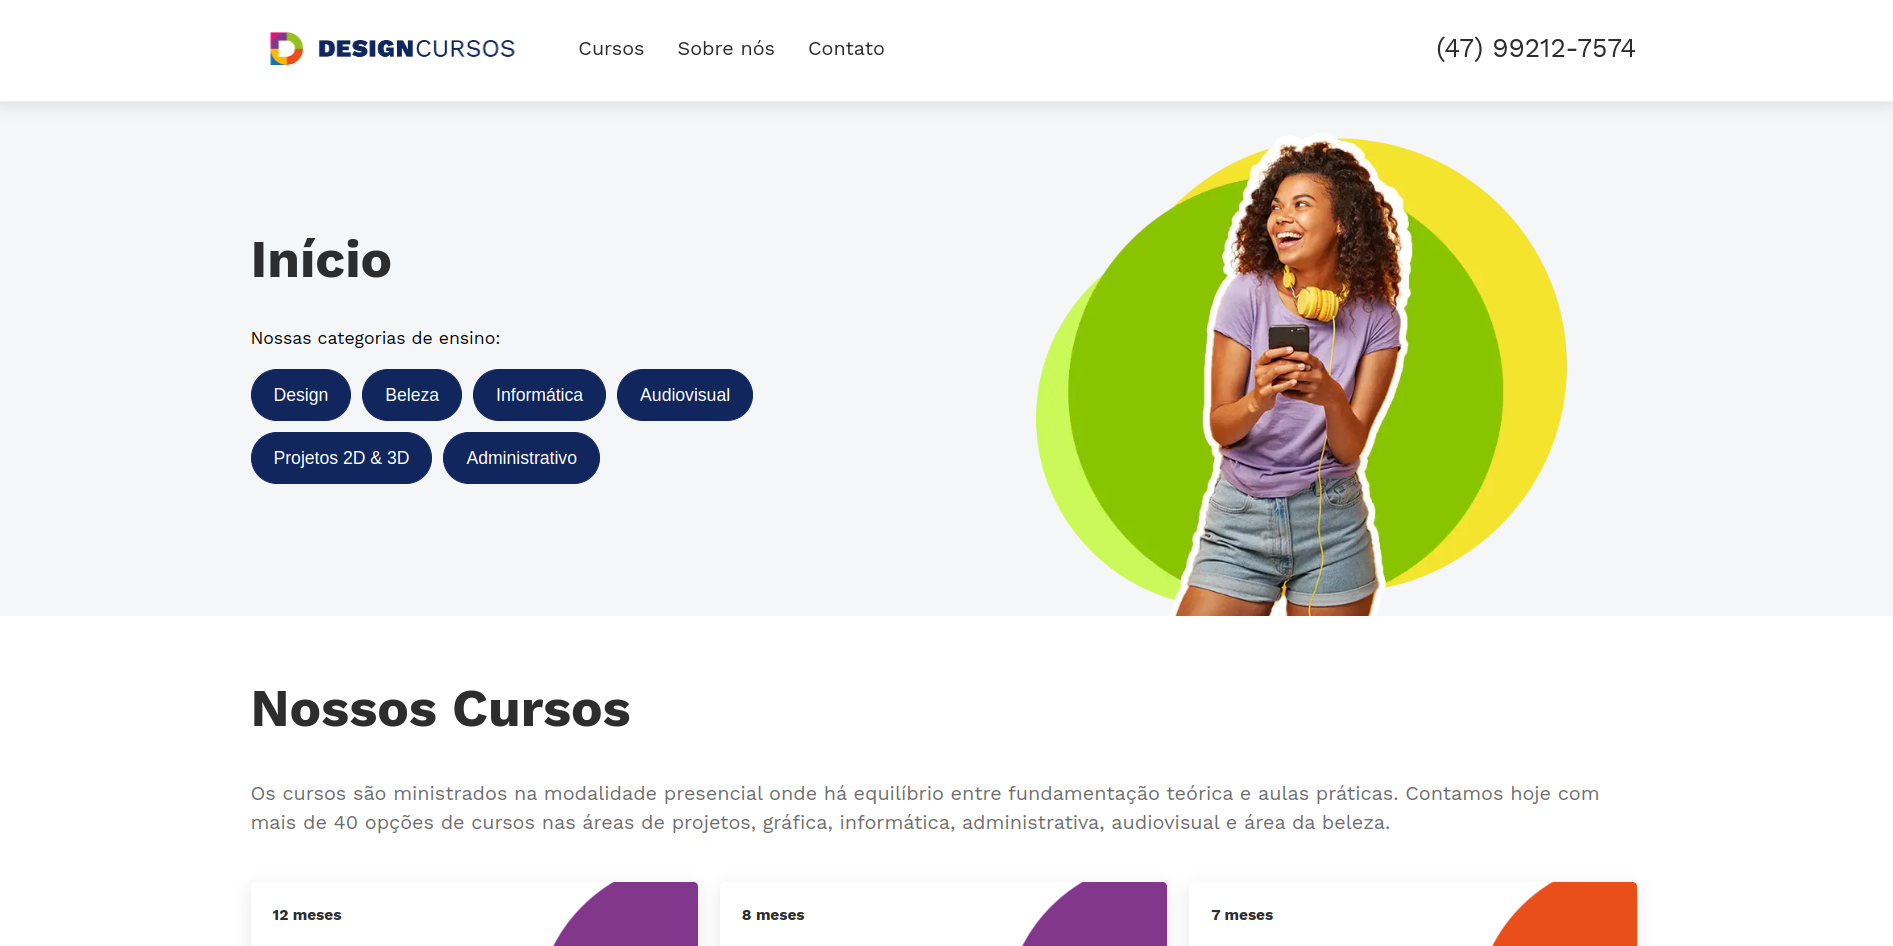 DESIGNCURSOS
Cursos
Sobre nós
Contato
(47) 99212-7574
Início
Nossas categorias de ensino:
Design
Beleza
Informática
Audiovisual
Projetos 2D & 3D
Administrativo
Nossos Cursos
Os cursos são ministrados na modalidade presencial onde há equilíbrio entre fundamentação teórica e aulas práticas. Contamos hoje com
mais de 40 opções de cursos nas áreas de projetos, gráfica, informática, administrativa, audiovisual e área da beleza.
12 meses
8 meses
7 meses